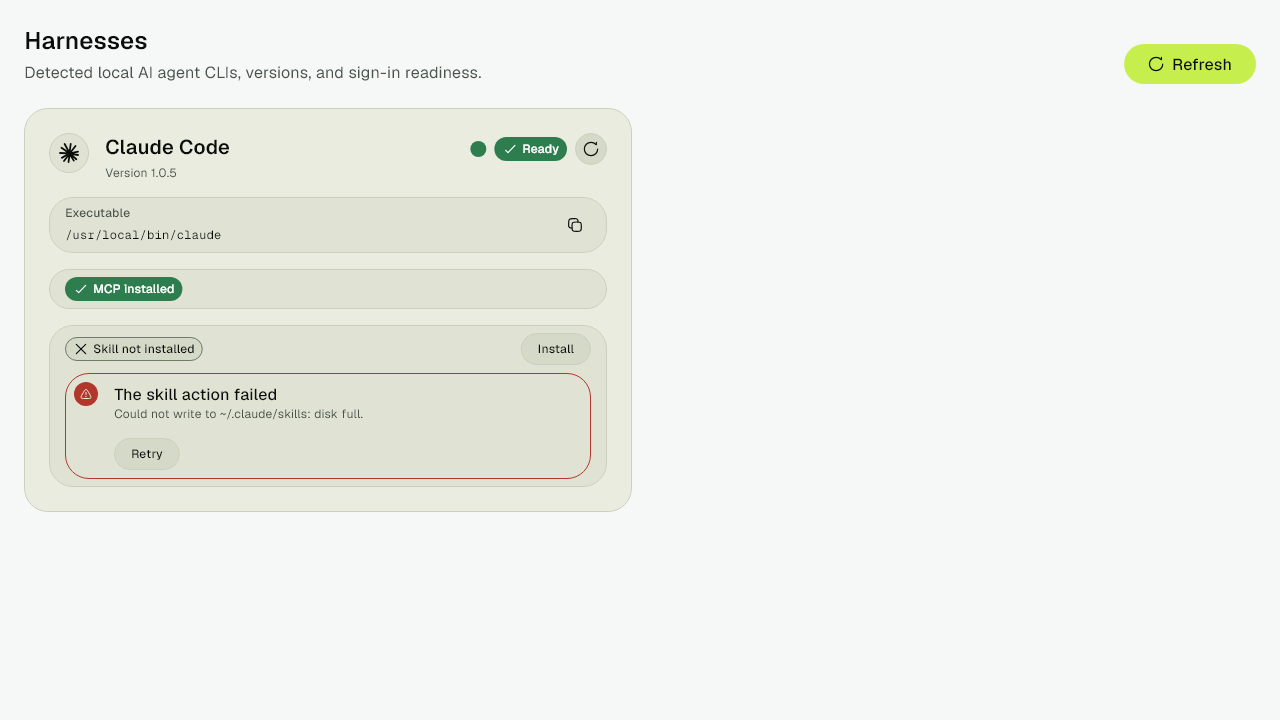 Harnesses
Detected local AI agent CLIs, versions, and sign-in readiness.
Refresh
Claude Code
Version 1.0.5
Ready
Executable
/usr/local/bin/claude
MCP installed
Skill not installed
Install
The skill action failed
Could not write to ~/.claude/skills: disk full.
Retry